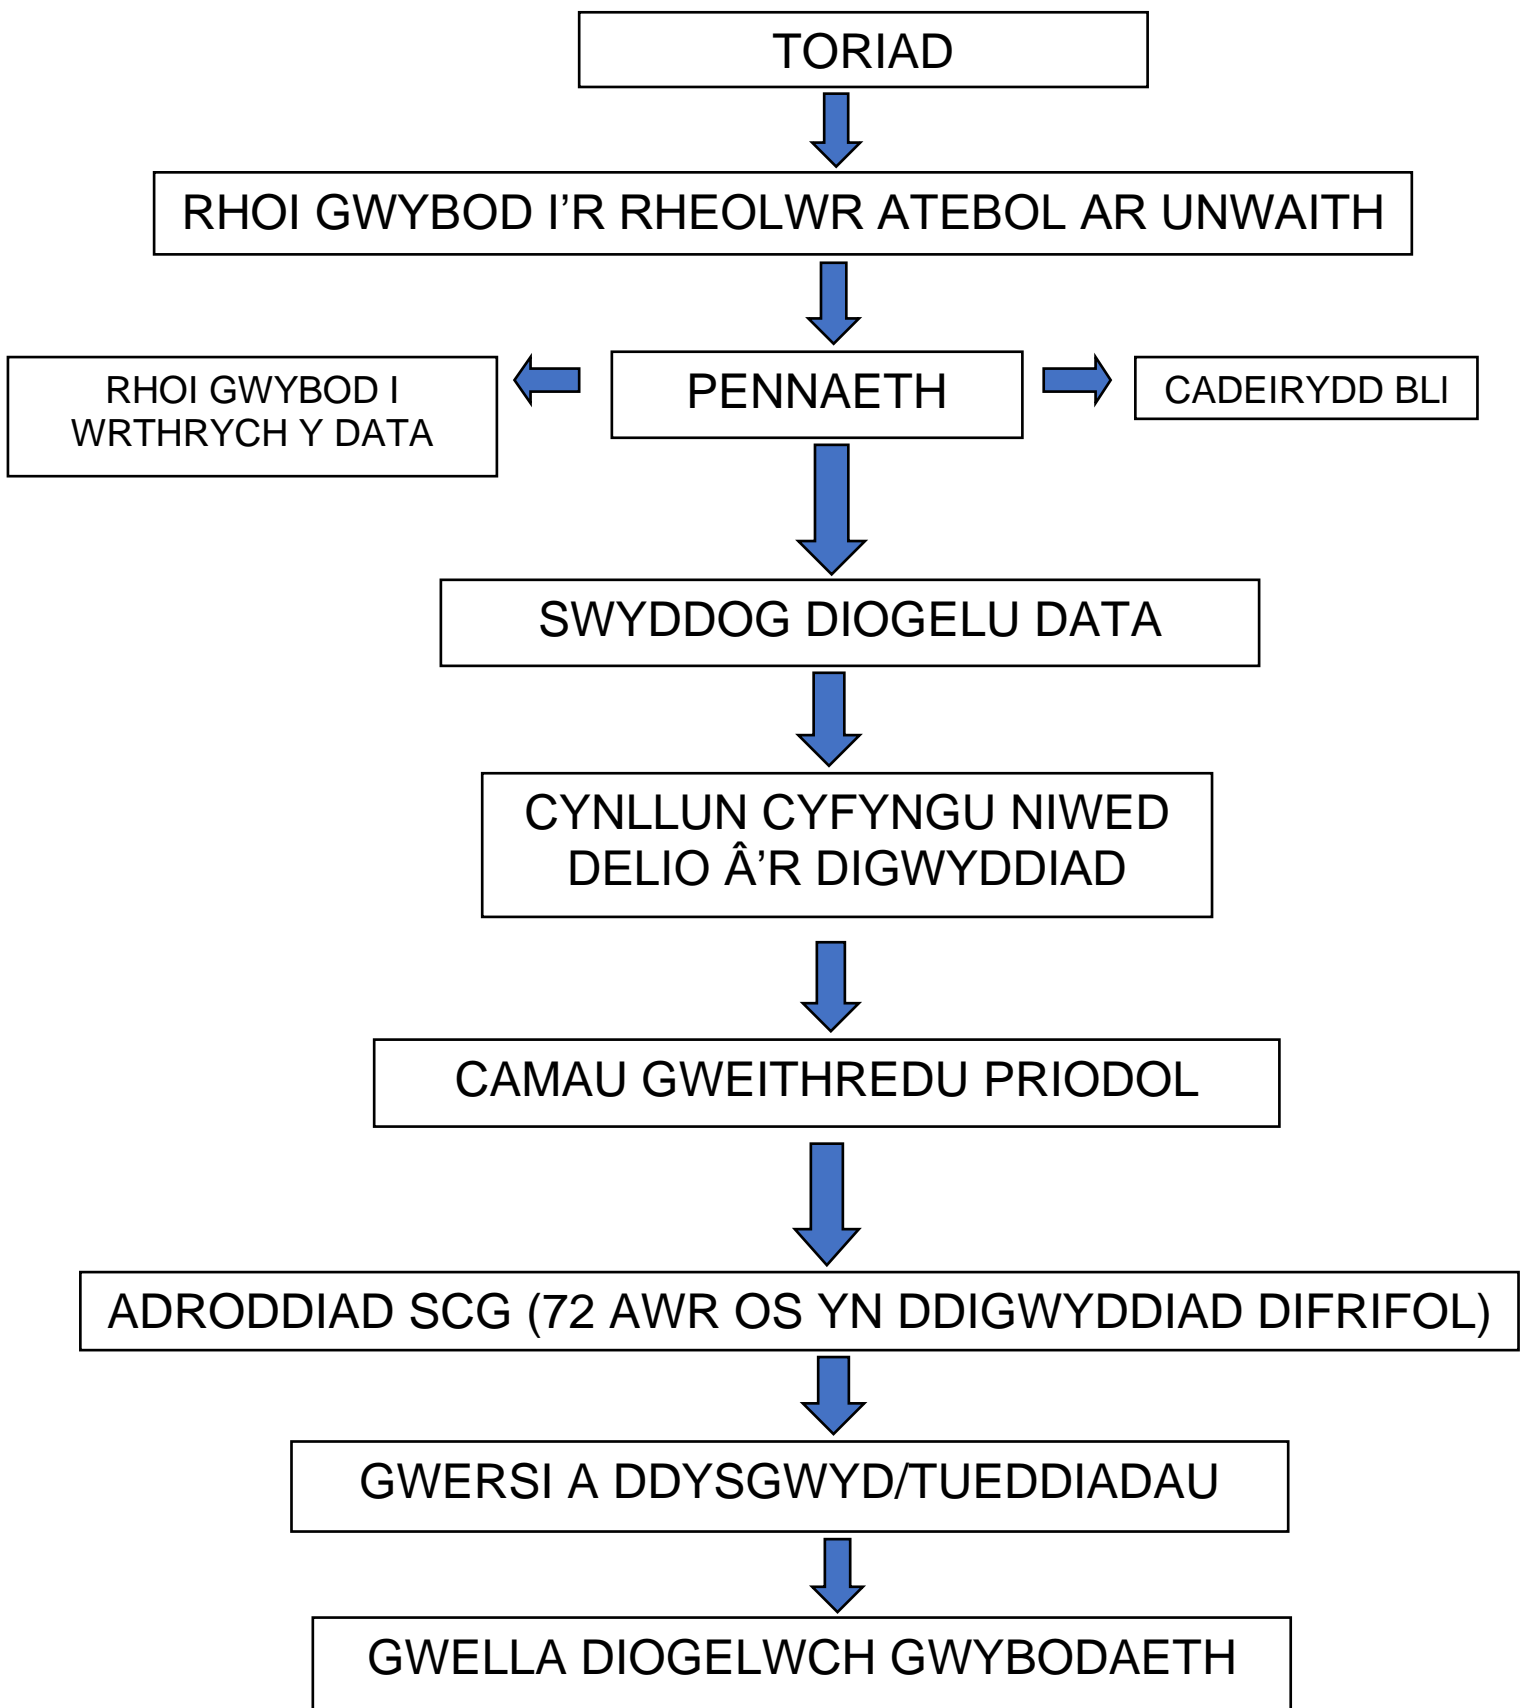 TORIAD
RHOI GWYBOD I’R RHEOLWR ATEBOL AR UNWAITH
RHOI GWYBOD I
WRTHRYCH Y DATA
PENNAETH
CADEIRYDD BLI
SWYDDOG DIOGELU DATA
CYNLLUN CYFYNGU NIWED
DELIO Â’R DIGWYDDIAD
CAMAU GWEITHREDU PRIODOL
ADRODDIAD SCG (72 AWR OS YN DDIGWYDDIAD DIFRIFOL)
GWERSI A DDYSGWYD/TUEDDIADAU
GWELLA DIOGELWCH GWYBODAETH